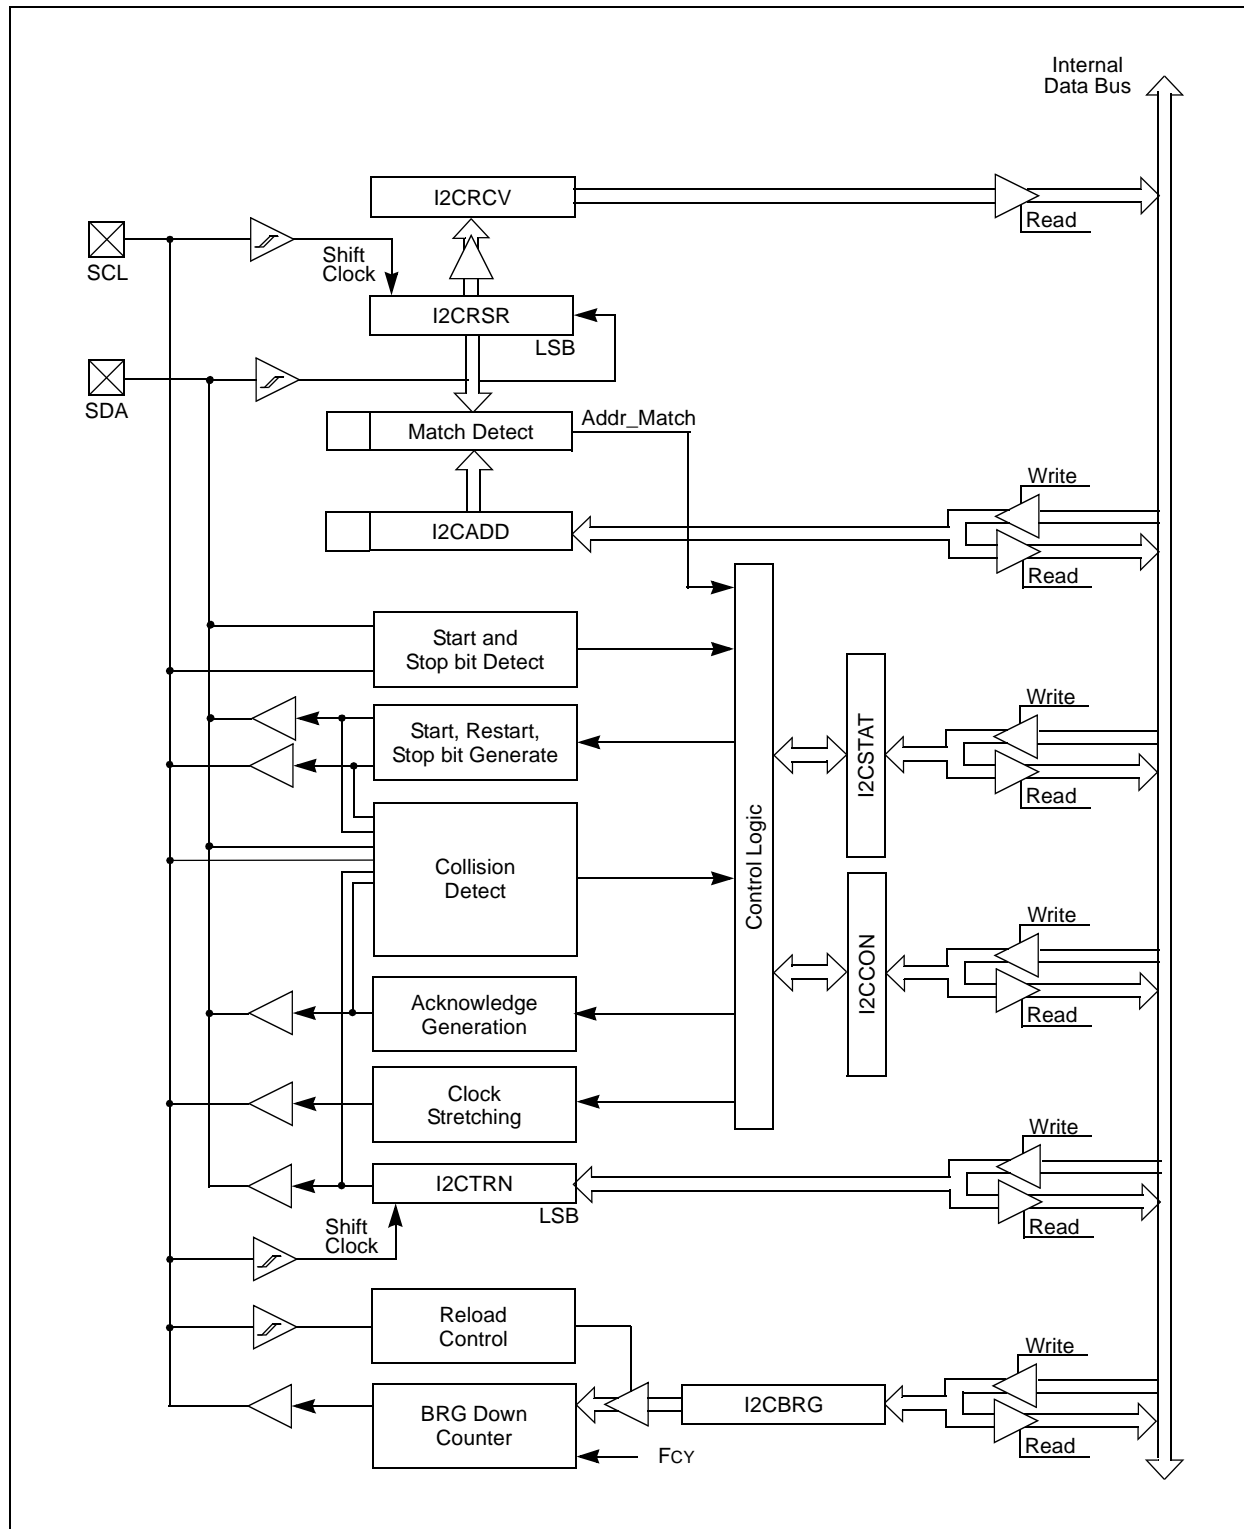 Internal
Data Bus
I2CRCV
Read
SCL
Shift
Clock
I2CRSR
LSB
SDA
Match Detect
Addr_Match
Write
I2CADD
Read
Start and
Stop bit Detect
Write
Start, Restart,
Stop bit Generate
I2CSTAT
Read
Control Logic
Collision
Detect
Write
I2CCON
Acknowledge
Generation
Read
Clock
Stretching
Write
I2CTRN
LSB
Shift
Clock
Read
Reload
Control
Write
I2CBRG
BRG Down
Counter
Read
FCY